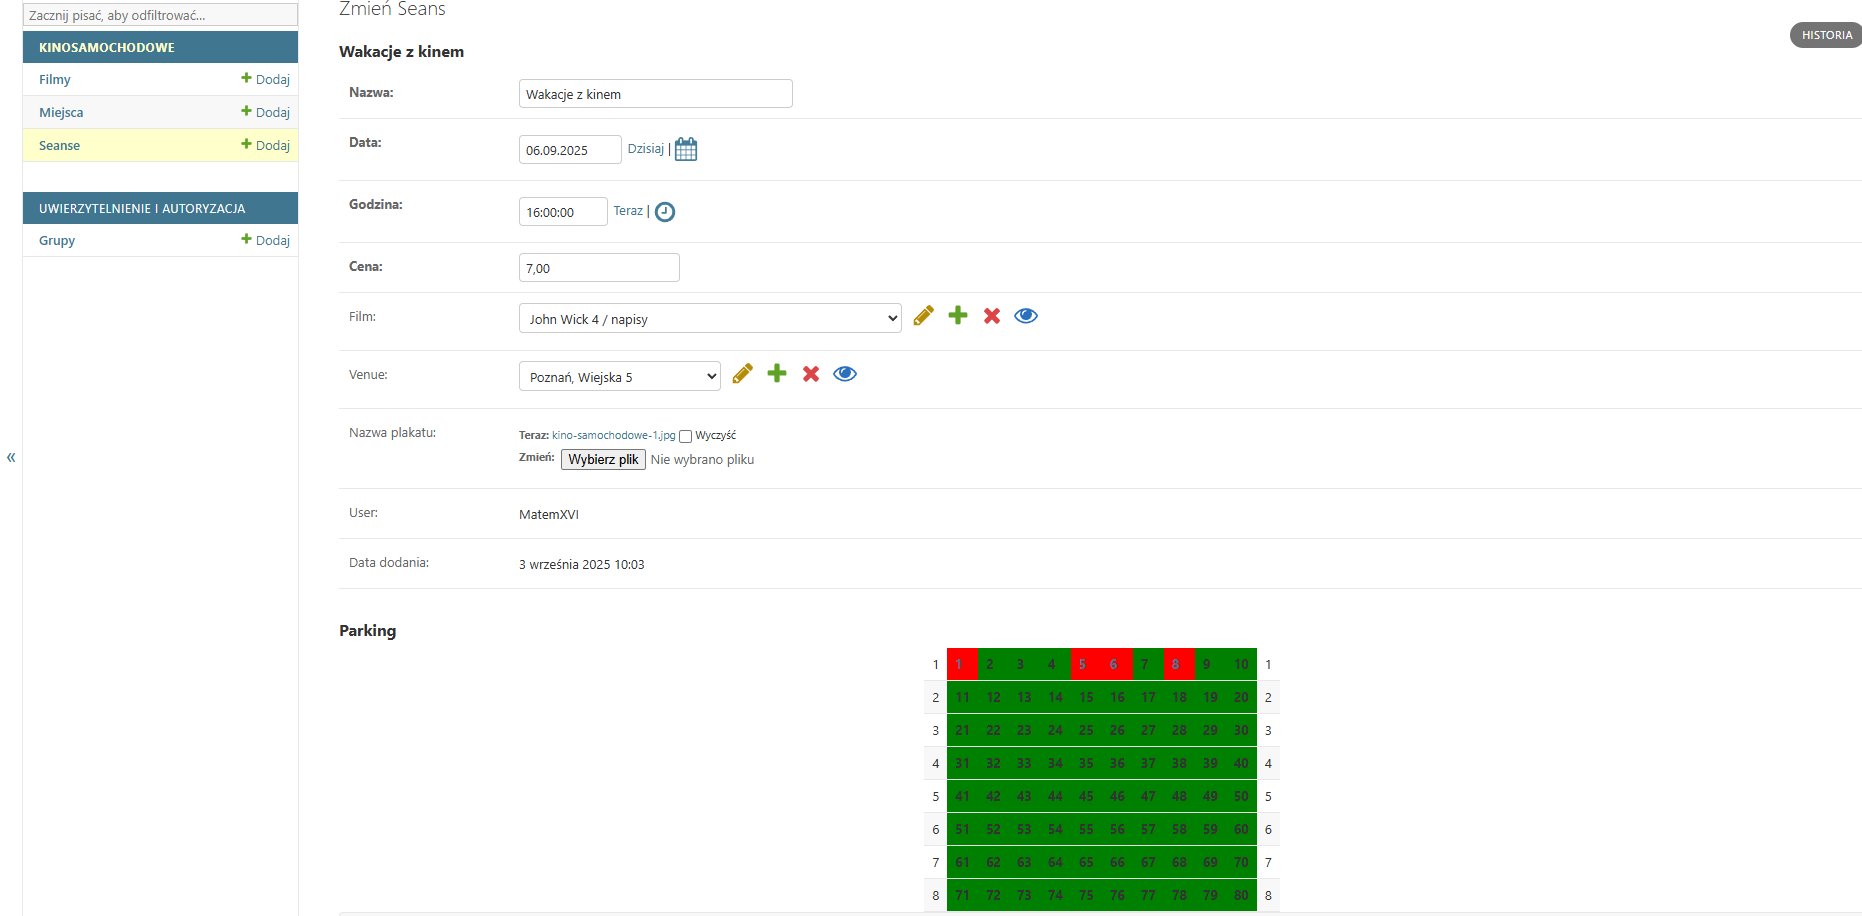 Zacznij pisać, aby odfiltrować...
KINOSAMOCHODOWE
Filmy Dodaj
Miejsca Dodaj
Seanse Dodaj
UWIERZYTELNIENIE I AUTORYZACJA
Grupy Dodaj
«
Zmień Seans
HISTORIA
Wakacje z kinem
Nazwa: Wakacje z kinem
Data: 06.09.2025 Dzisiaj |
Godzina: 16:00:00 Teraz |
Cena: 7,00
Film: John Wick 4 / napisy
Venue: Poznań, Wiejska 5
Nazwa plakatu: Teraz: kino-samochodowe-1.jpg Wyczyść
Zmień: Wybierz plik Nie wybrano pliku
User: MatemXVI
Data dodania: 3 września 2025 10:03
Parking
1 1 2 3 4 5 6 7 8 9 10 1
2 11 12 13 14 15 16 17 18 19 20 2
3 21 22 23 24 25 26 27 28 29 30 3
4 31 32 33 34 35 36 37 38 39 40 4
5 41 42 43 44 45 46 47 48 49 50 5
6 51 52 53 54 55 56 57 58 59 60 6
7 61 62 63 64 65 66 67 68 69 70 7
8 71 72 73 74 75 76 77 78 79 80 8